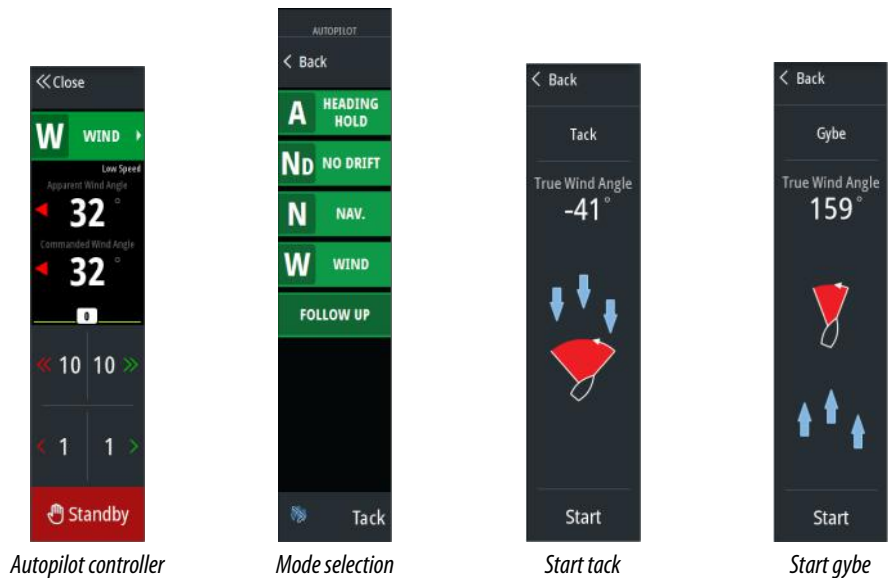 Close
W WIND
Low Speed
Apparent Wind Angle
32°
Commanded Wind Angle
32°
0
10 10
1 1
Standby
Autopilot controller
AUTOPILOT
Back
A HEADING
HOLD
ND NO DRIFT
N NAV.
W WIND
FOLLOW UP
Tack
Mode selection
Back
Tack
True Wind Angle
-41°
Start
Start tack
Back
Gybe
True Wind Angle
159°
Start
Start gybe